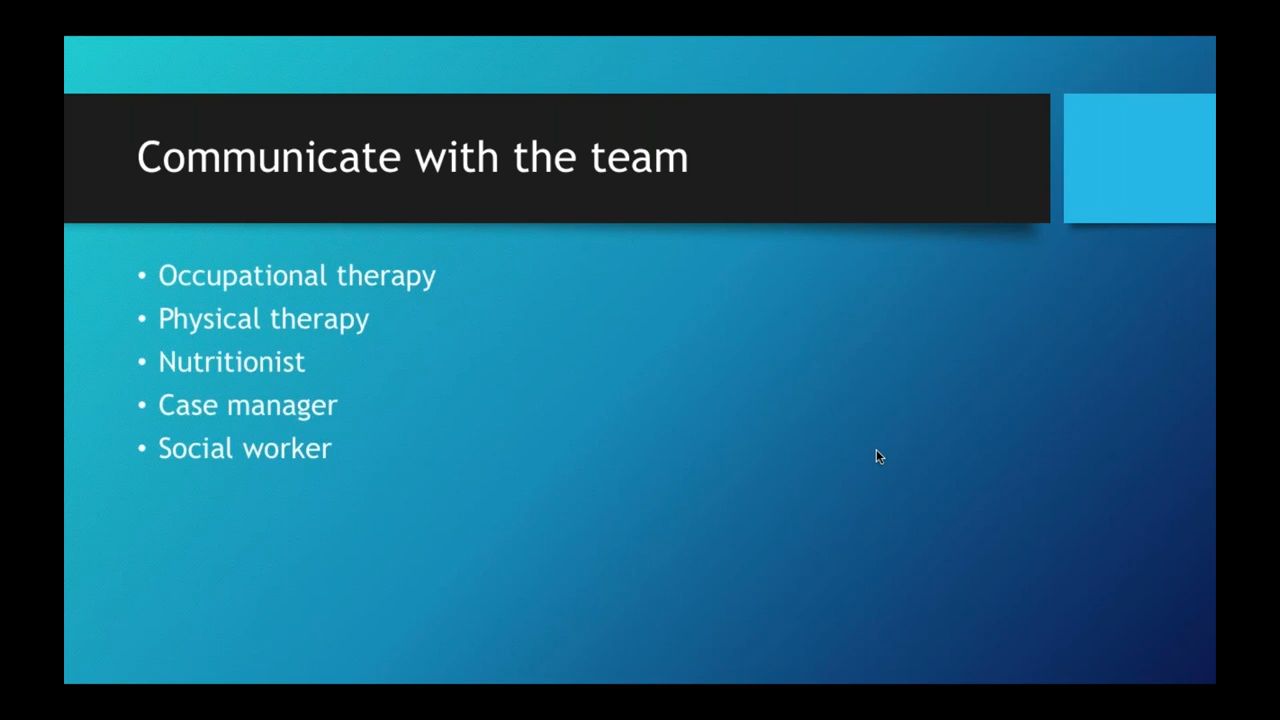 Communicate with the team
• Occupational therapy
• Physical therapy
• Nutritionist
• Case manager
• Social worker